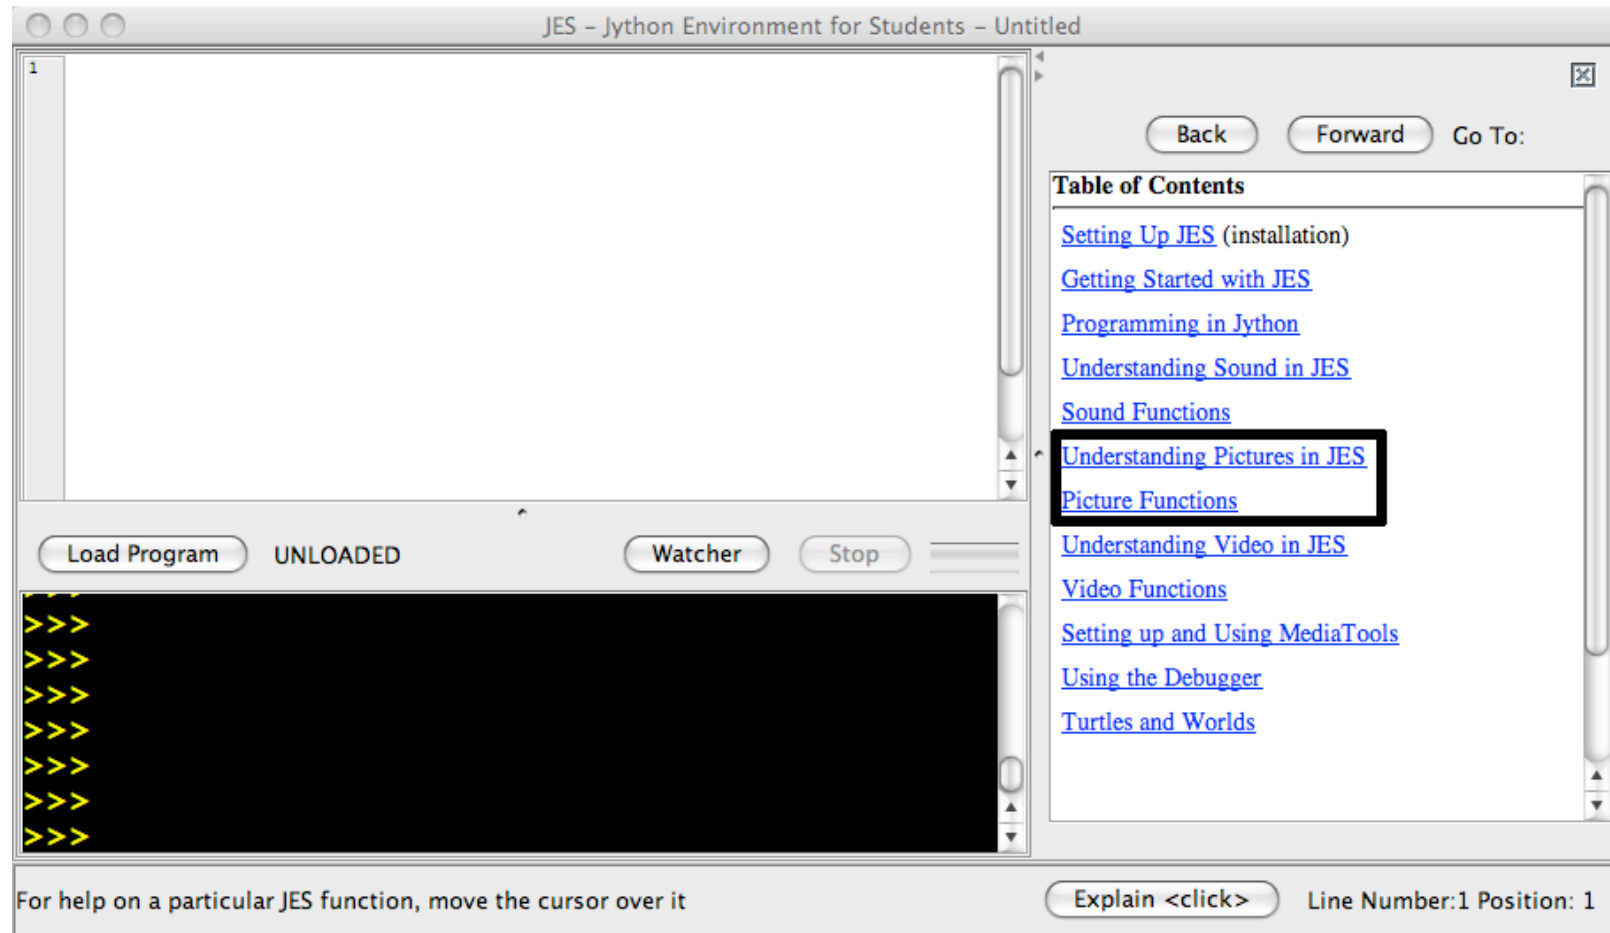 JES – Jython Environment for Students – Untitled
1
Back Forward Go To:
Table of Contents
Setting Up JES (installation)
Getting Started with JES
Programming in Jython
Understanding Sound in JES
Sound Functions
Understanding Pictures in JES
Picture Functions
Understanding Video in JES
Video Functions
Setting up and Using MediaTools
Using the Debugger
Turtles and Worlds
Load Program UNLOADED Watcher Stop
>>>
>>>
>>>
>>>
>>>
>>>
>>>
For help on a particular JES function, move the cursor over it
Explain <click> Line Number:1 Position: 1